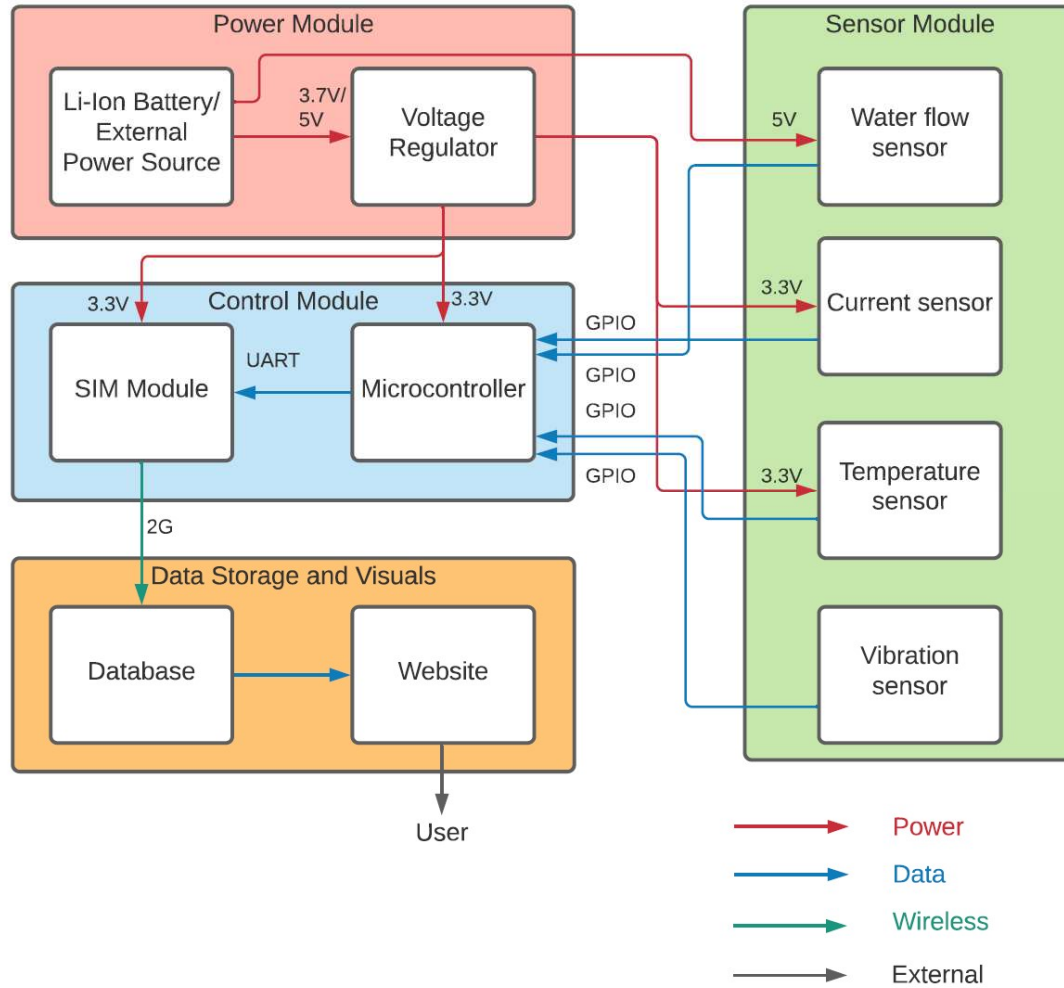 Power Module
Li-Ion Battery/
External
Power Source
3.7V/
5V
Voltage
Regulator
Sensor Module
5V
Water flow
sensor
3.3V
Current sensor
3.3V
Temperature
sensor
Vibration
sensor
3.3V
Control Module
3.3V
SIM Module
UART
Microcontroller
GPIO
GPIO
GPIO
GPIO
2G
Data Storage and Visuals
Database
Website
User
Power
Data
Wireless
External